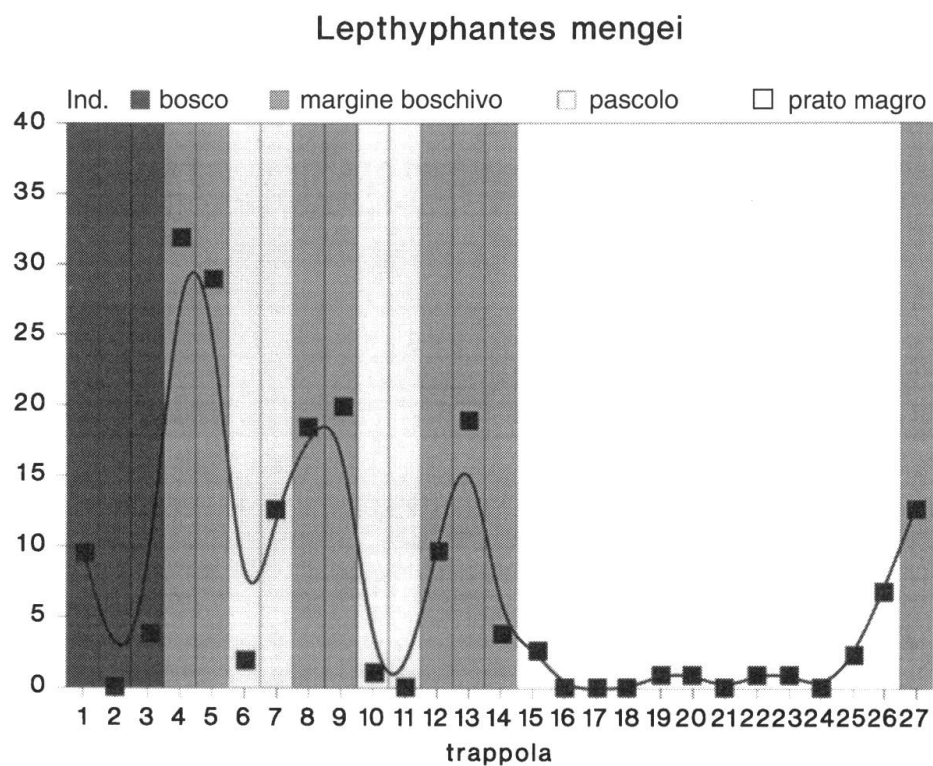 Lepthyphantes mengei
Ind. bosco margine boschivo pascolo prato magro
40
35
30
25
20
15
10
5
0
1 2 3 4 5 6 7 8 9 10 11 12 13 14 15 16 17 18 19 20 21 22 23 24 25 26 27
trappola